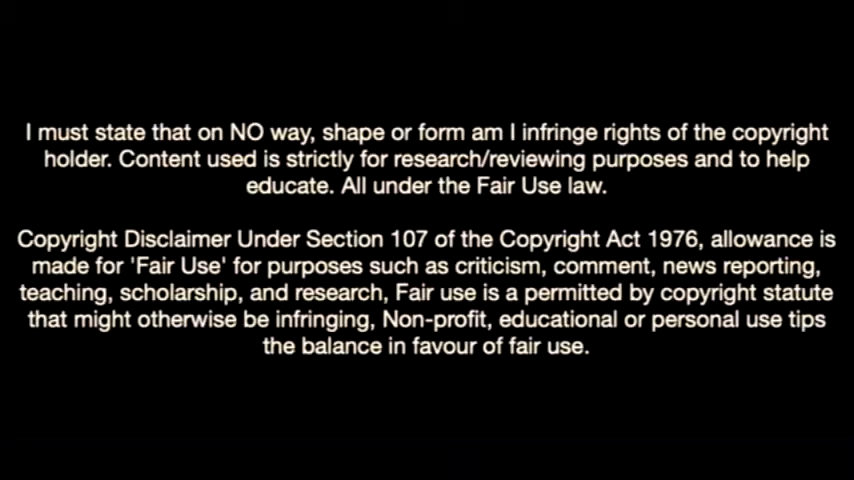 I must state that on NO way, shape or form am I infringe rights of the copyright
holder. Content used is strictly for research/reviewing purposes and to help
educate. All under the Fair Use law.
Copyright Disclaimer Under Section 107 of the Copyright Act 1976, allowance is
made for 'Fair Use' for purposes such as criticism, comment, news reporting,
teaching, scholarship, and research, Fair use is a permitted by copyright statute
that might otherwise be infringing, Non-profit, educational or personal use tips
the balance in favour of fair use.